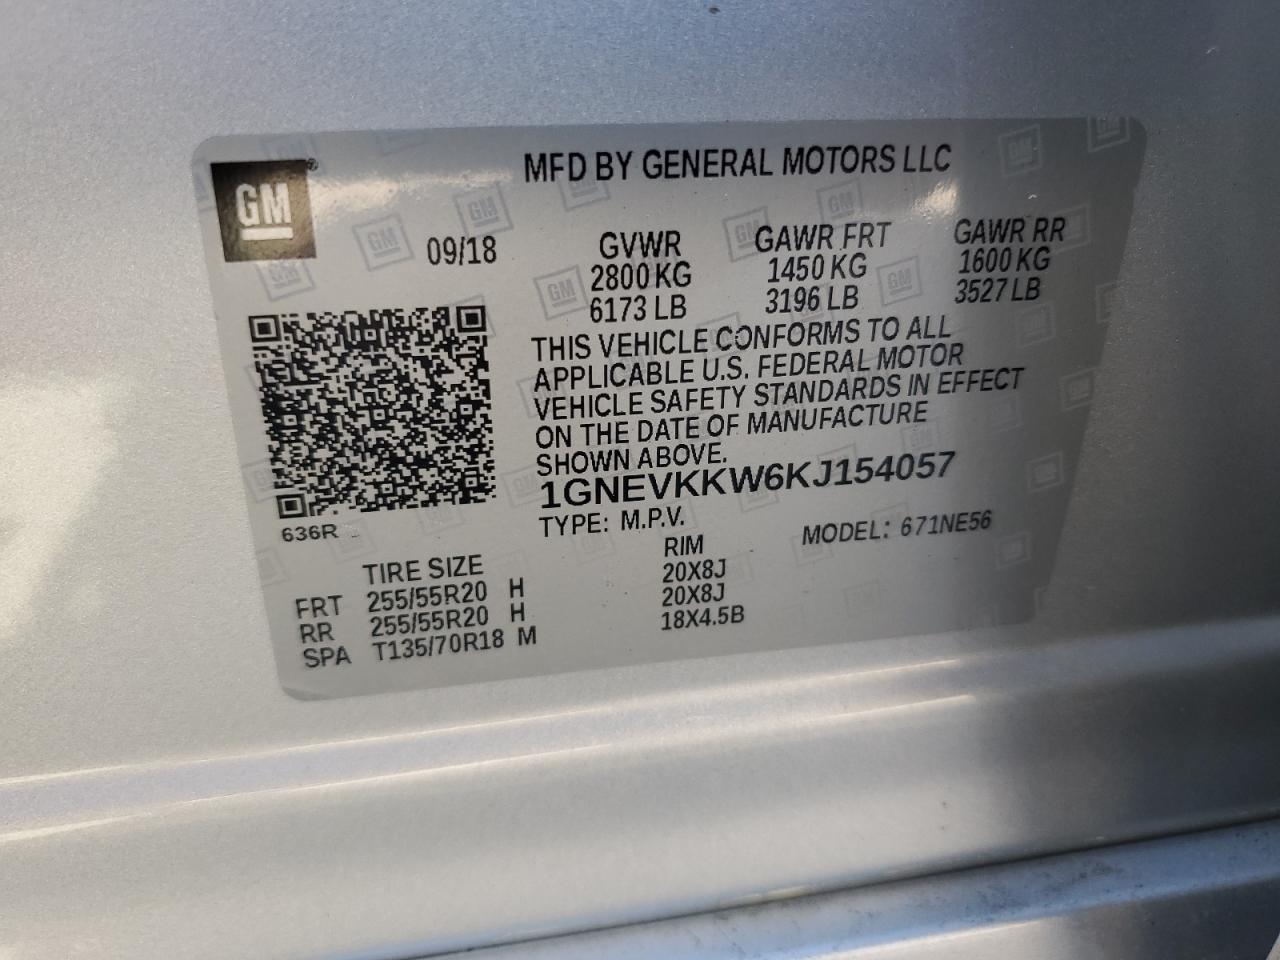 GM®
MFD BY GENERAL MOTORS LLC
09/18 GVWR GAWR FRT GAWR RR
2800 KG 1450 KG 1600 KG
6173 LB 3196 LB 3527 LB
THIS VEHICLE CONFORMS TO ALL
APPLICABLE U.S. FEDERAL MOTOR
VEHICLE SAFETY STANDARDS IN EFFECT
ON THE DATE OF MANUFACTURE
SHOWN ABOVE.
1GNEVKKW6KJ154057
636R
TYPE: M.P.V. MODEL: 671NE56
TIRE SIZE RIM
FRT 255/55R20 H 20X8J
RR 255/55R20 H 20X8J
SPA T135/70R18 M 18X4.5B